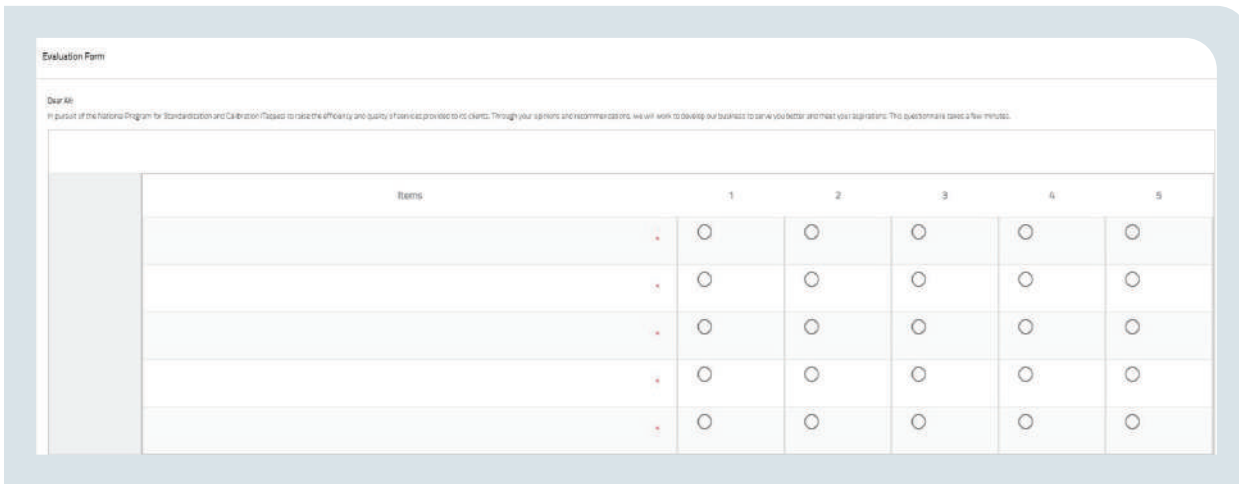 Evaluation Form
Dear Ali:
In pursuit of the National Program for Standardization and Calibration (Taqees) to raise the efficiency and quality of services provided to its clients. Through your opinions and recommendations, we will work to develop our business to serve you better and meet your aspirations. This questionnaire takes a few minutes.
Items 1 2 3 4 5
*
*
*
*
*